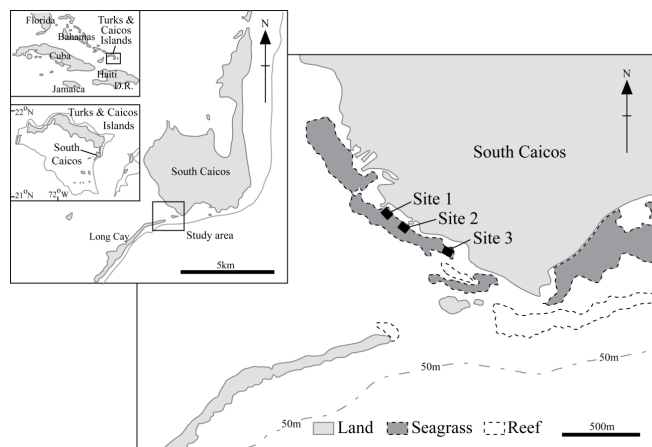 Florida
Bahamas
Turks &
Caicos
Islands
Cuba
Haiti
D.R.
Jamaica
22°N
Turks & Caicos
Islands
South
Caicos
21°N
72°W
N
South Caicos
Long Cay
Study area
5km
N
South Caicos
Site 1
Site 2
Site 3
50m
50m
50m
Land
Seagrass
Reef
500m